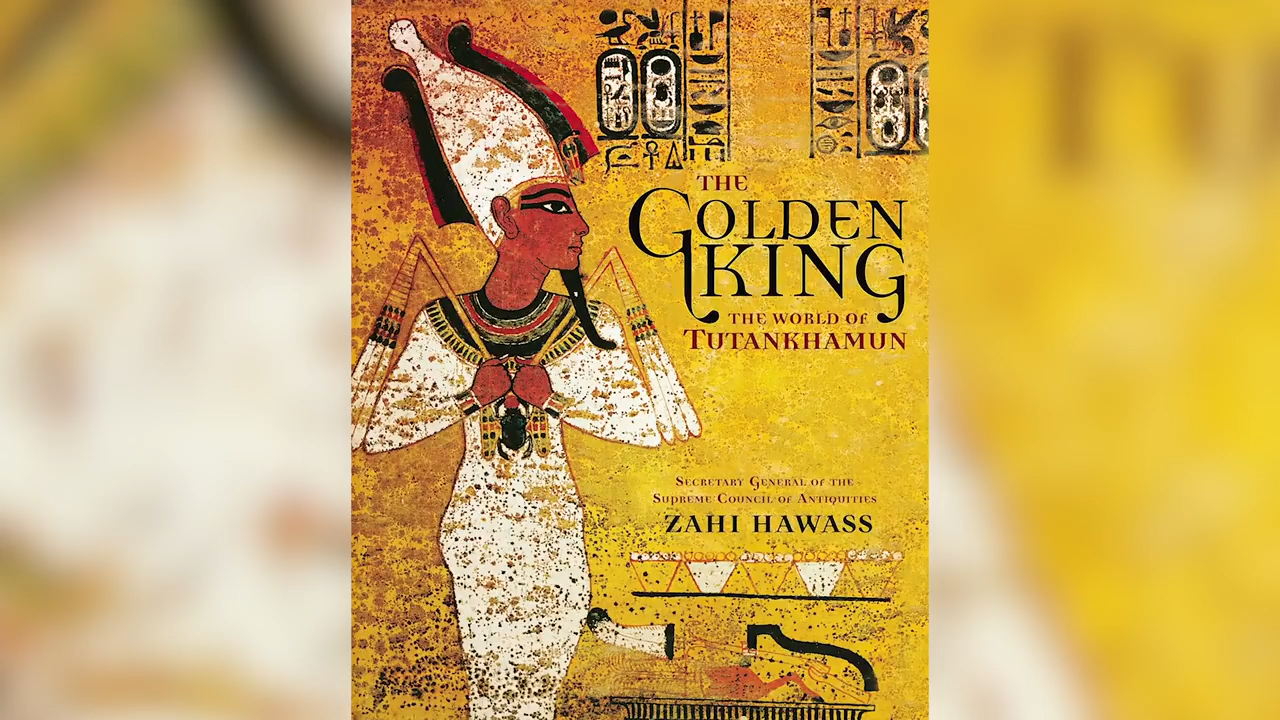 THE
GOLDEN
KING
THE WORLD OF
TUTANKHAMUN
SECRETARY GENERAL OF THE
SUPREME COUNCIL OF ANTIQUITIES
ZAHI HAWASS